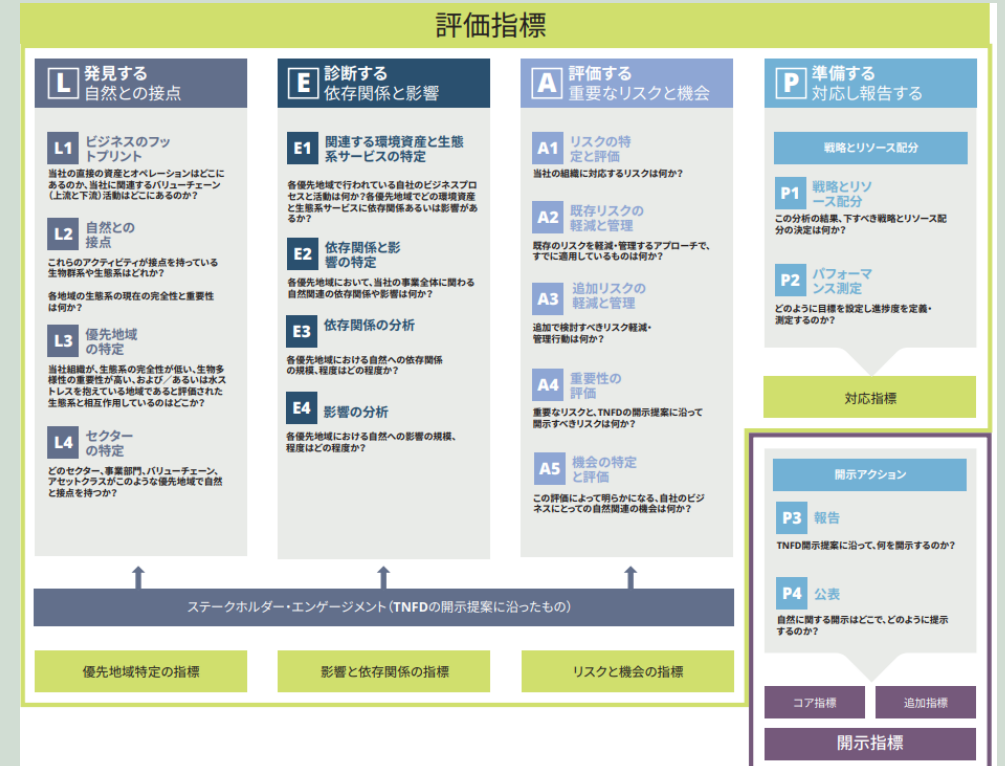 評価指標
L 発見する
自然との接点
L1 ビジネスのフッ
トプリント
当社の直接の資産とオペレーションはどこに
あるのか、当社に関連するバリューチェーン
（上流と下流）活動はどこにあるのか？
L2 自然との
接点
これらのアクティビティが接点を持っている
生物群系や生態系はどれか？
各地域の生態系の現在の完全性と重要性
は何か？
L3 優先地域
の特定
当社組織が、生態系の完全性が低い、生物多
様性の重要性が高い、および／あるいは水ス
トレスを抱えている地域であると評価された
生態系と相互作用しているのはどこか？
L4 セクター
の特定
どのセクター、事業部門、バリューチェーン、
アセットクラスがこのような優先地域で自然
と接点を持つか？
E 診断する
依存関係と影響
E1 関連する環境資産と生態
系サービスの特定
各優先地域で行われている自社のビジネスプロ
セスと活動は何か？各優先地域でどの環境資産
と生態系サービスに依存関係あるいは影響があ
るか？
E2 依存関係と影
響の特定
各優先地域において、当社の事業全体に関わる
自然関連の依存関係や影響は何か？
E3 依存関係の分析
各優先地域における自然への依存関係
の規模、程度はどの程度か？
E4 影響の分析
各優先地域における自然への影響の規模、
程度はどの程度か？
A 評価する
重要なリスクと機会
A1 リスクの特
定と評価
当社の組織に対応するリスクは何か？
A2 既存リスクの
軽減と管理
既存のリスクを軽減・管理するアプローチで、
すでに適用しているものは何か？
A3 追加リスクの
軽減と管理
追加で検討すべきリスク軽減・
管理行動は何か？
A4 重要性の
評価
重要なリスクと、TNFDの開示提案に沿って
開示すべきリスクは何か？
A5 機会の特定
と評価
この評価によって明らかになる、自社のビジ
ネスにとっての自然関連の機会は何か？
P 準備する
対応し報告する
戦略とリソース配分
P1 戦略とリソ
ース配分
この分析の結果、下すべき戦略とリソース配
分の決定は何か？
P2 パフォーマ
ンス測定
どのように目標を設定し進捗度を定義・
測定するのか？
対応指標
開示アクション
P3 報告
TNFD開示提案に沿って、何を開示するのか？
P4 公表
自然に関する開示はどこで、どのように提示
するのか？
コア指標
追加指標
開示指標
ステークホルダー・エンゲージメント（TNFDの開示提案に沿ったもの）
優先地域特定の指標
影響と依存関係の指標
リスクと機会の指標